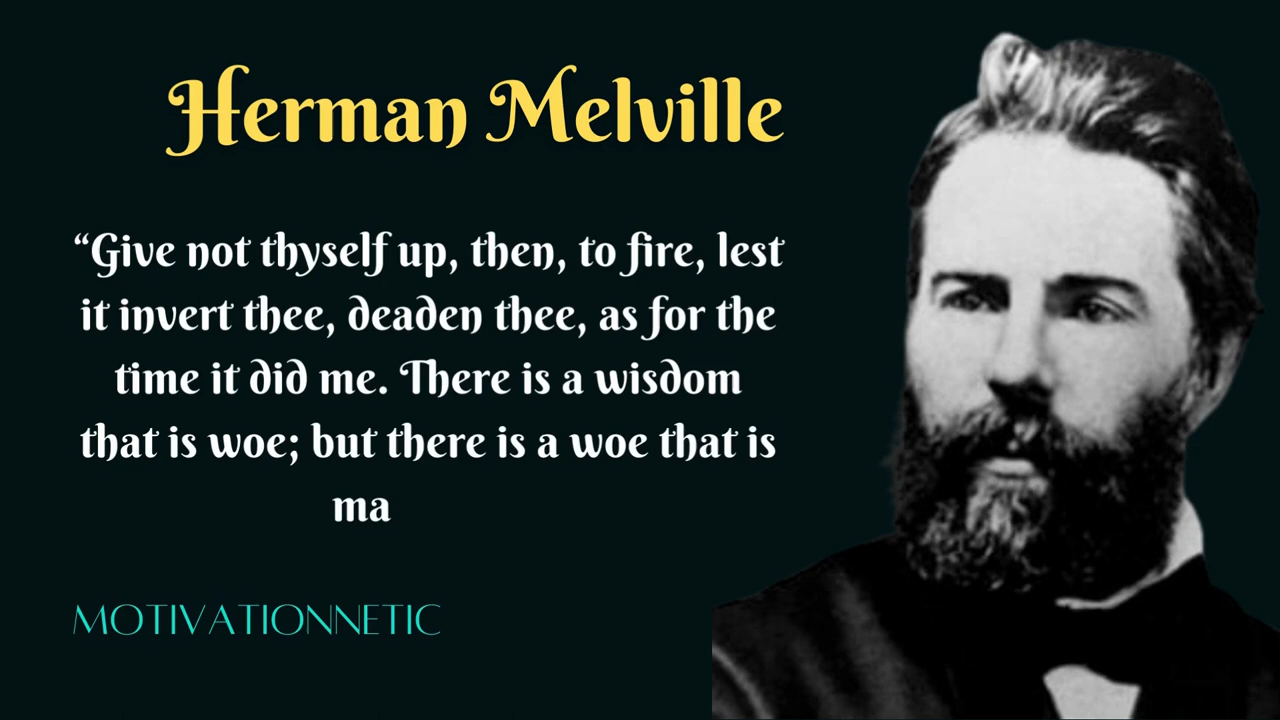 Herman Melville
“Give not thyself up, then, to fire, lest
it invert thee, deaden thee, as for the
time it did me. There is a wisdom
that is woe; but there is a woe that is
ma
MOTIVATIONNETIC